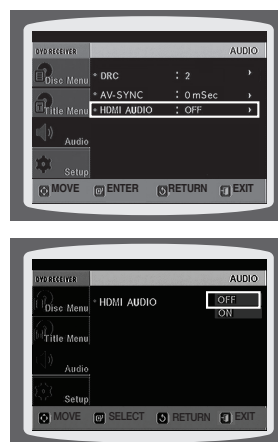 DVD RECEIVER AUDIO
Disc Menu DRC : 2
AV-SYNC : 0 mSec
Title Menu HDMI AUDIO : OFF
Audio
Setup
MOVE ENTER RETURN EXIT
DVD RECEIVER AUDIO
Disc Menu HDMI AUDIO OFF
ON
Title Menu
Audio
Setup
MOVE SELECT RETURN EXIT